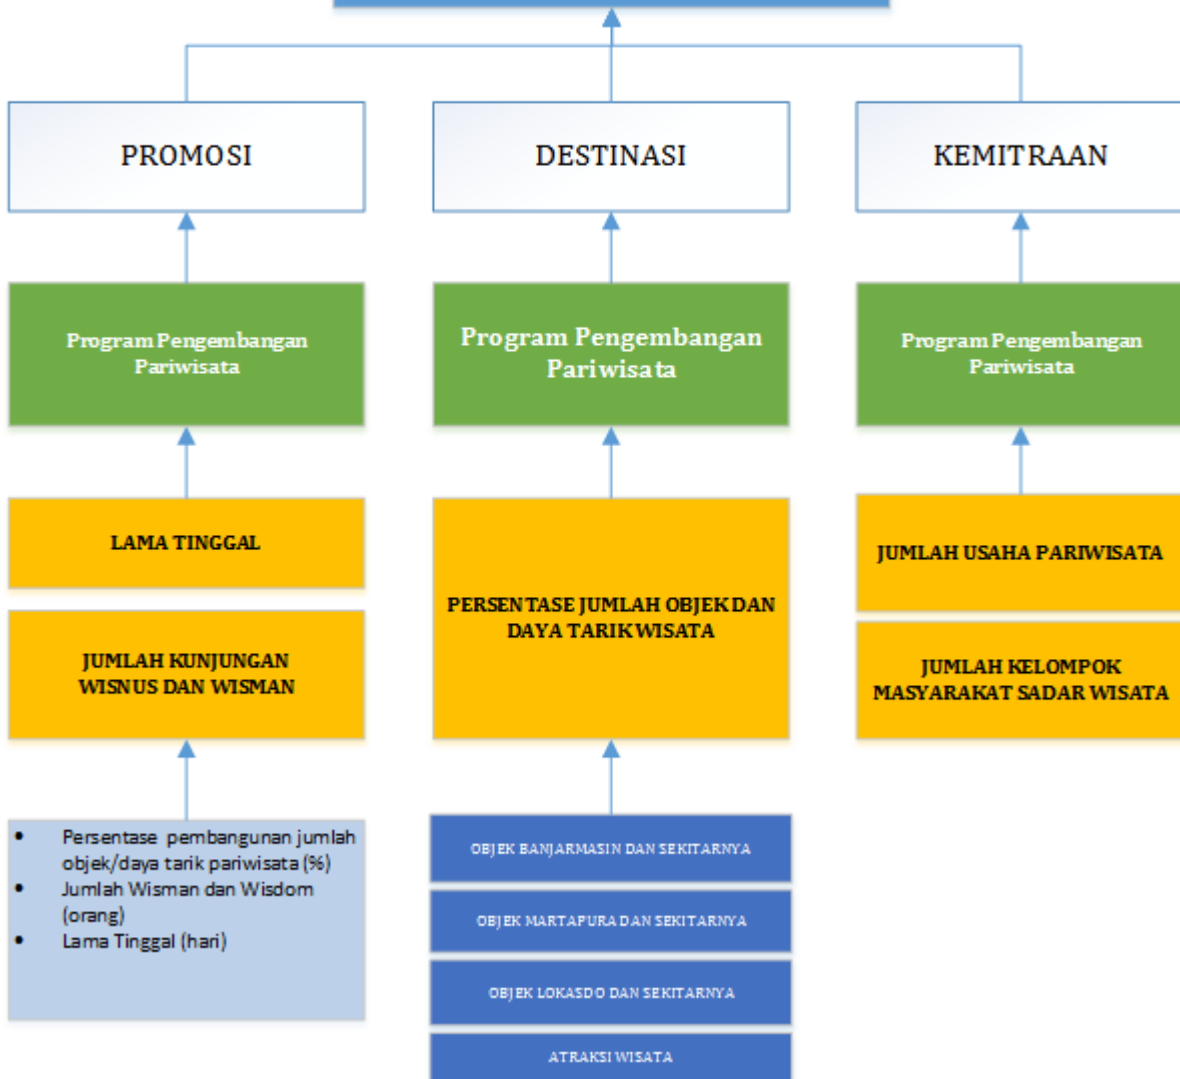 PROMOSI
DESTINASI
KEMITRAAN
Program Pengembangan
Pariwisata
Program Pengembangan
Pariwisata
Program Pengembangan
Pariwisata
LAMA TINGGAL
JUMLAH KUNJUNGAN
WISNUS DAN WISMAN
PERSENTASE JUMLAH OBJEK DAN
DAYA TARIK WISATA
JUMLAH USAHA PARIWISATA
JUMLAH KELOMPOK
MASYARAKAT SADAR WISATA
• Persentase pembangunan jumlah
objek/daya tarik pariwisata (%)
• Jumlah Wisman dan Wisdom
(orang)
• Lama Tinggal (hari)
OBJEK BANJARMASIN DAN SEKITARNYA
OBJEK MARTAPURA DAN SEKITARNYA
OBJEK LOKASDO DAN SEKITARNYA
ATRAKSI WISATA